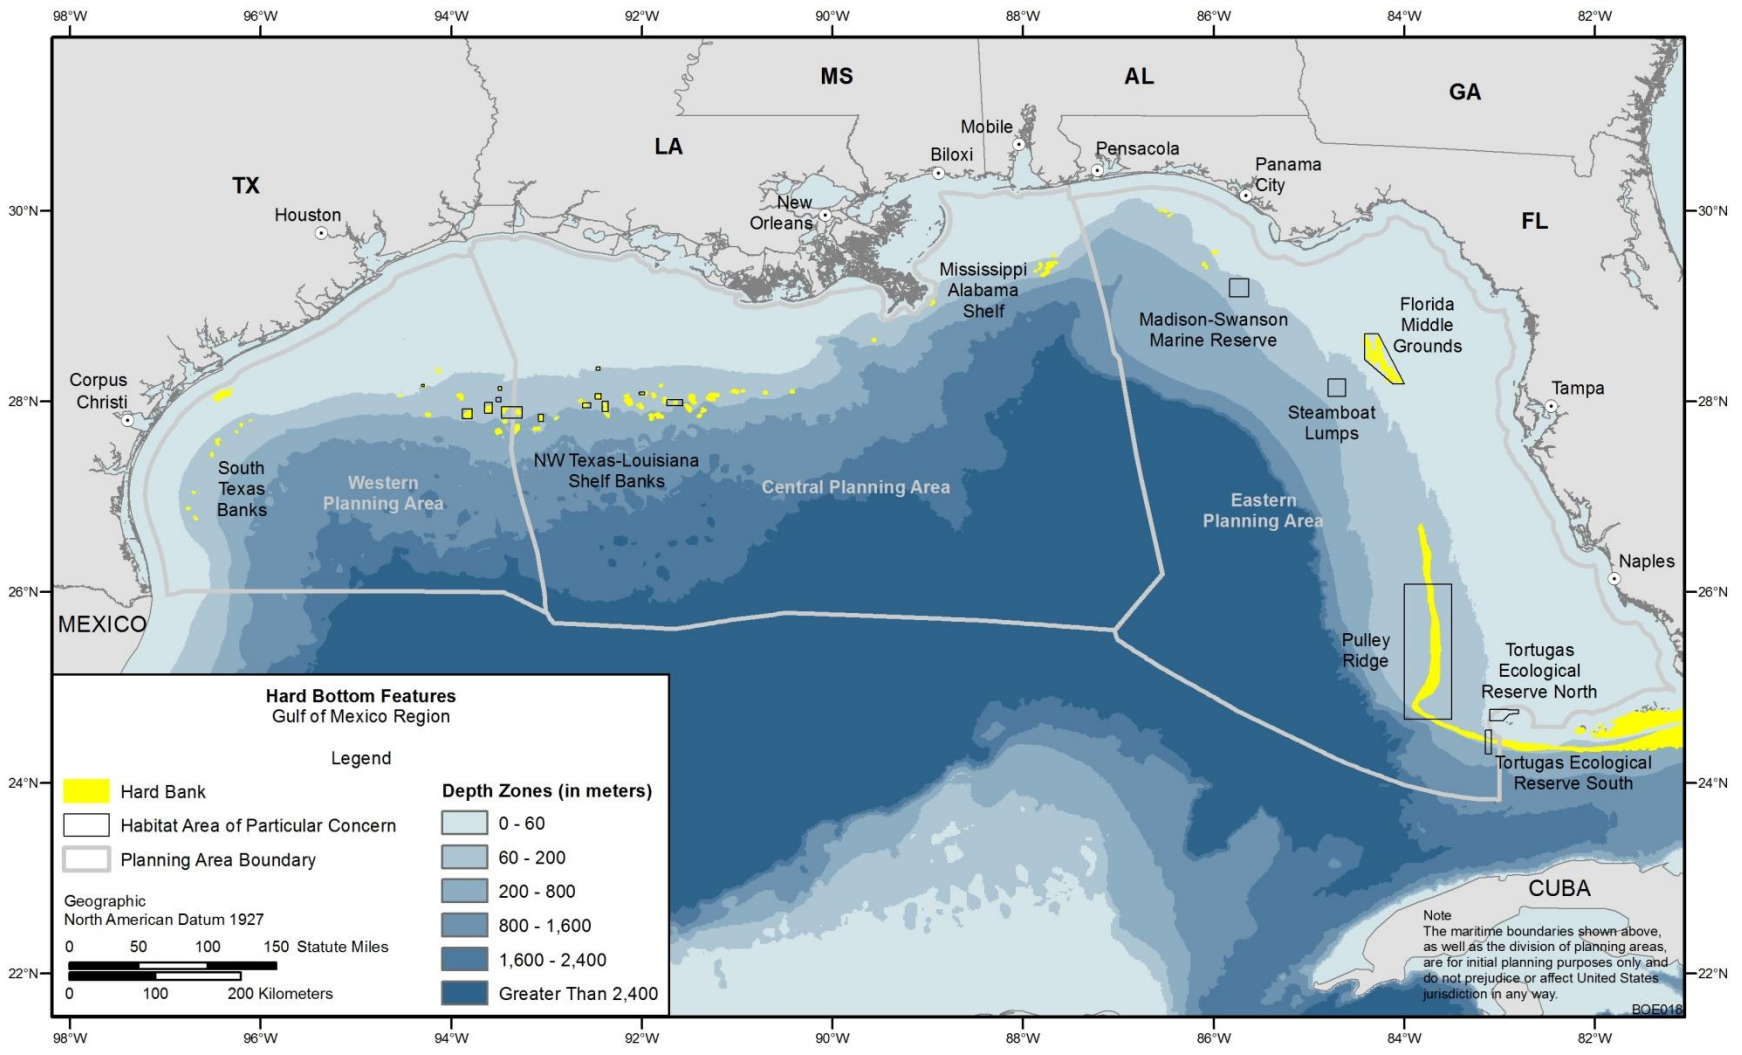 98°W 96°W 94°W 92°W 90°W 88°W 86°W 84°W 82°W
MS
AL
GA
LA
TX
FL
Mobile
Biloxi
Pensacola
Panama
City
Houston
New
Orleans
30°N
30°N
Mississippi
Alabama
Shelf
Madison-Swanson
Marine Reserve
Florida
Middle
Grounds
Corpus
Christi
28°N
28°N
Tampa
Steamboat
Lumps
South
Texas
Banks
Western
Planning Area
NW Texas-Louisiana
Shelf Banks
Central Planning Area
Eastern
Planning Area
Naples
26°N
26°N
MEXICO
Pulley
Ridge
Tortugas
Ecological
Reserve North
Tortugas Ecological
Reserve South
24°N
24°N
CUBA
22°N
22°N
Hard Bottom Features
Gulf of Mexico Region
Legend
Hard Bank
Habitat Area of Particular Concern
Planning Area Boundary
Geographic
North American Datum 1927
0 50 100 150 Statute Miles
0 100 200 Kilometers
Depth Zones (in meters)
0 - 60
60 - 200
200 - 800
800 - 1,600
1,600 - 2,400
Greater Than 2,400
Note
The maritime boundaries shown above,
as well as the division of planning areas,
are for initial planning purposes only and
do not prejudice or affect United States
jurisdiction in any way.
BOE018
98°W 96°W 94°W 92°W 90°W 88°W 86°W 84°W 82°W